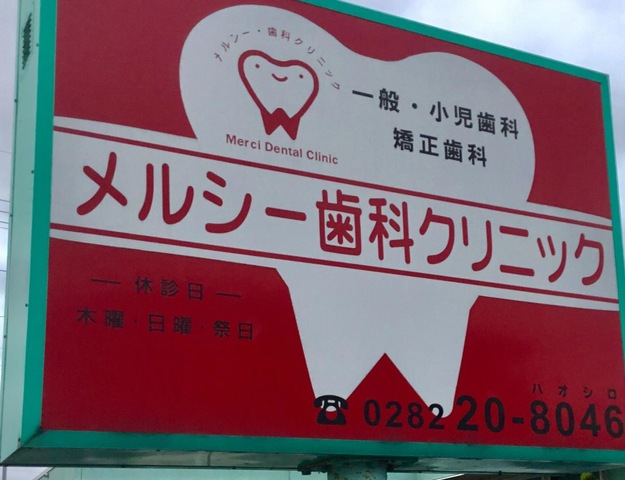 メルシー・歯科クリニック
Merci Dental Clinic
一般・小児歯科
矯正歯科
メルシー歯科クリニック
― 休診日 ―
木曜・日曜・祭日
ハオシロ
☎ 0282 20-8046